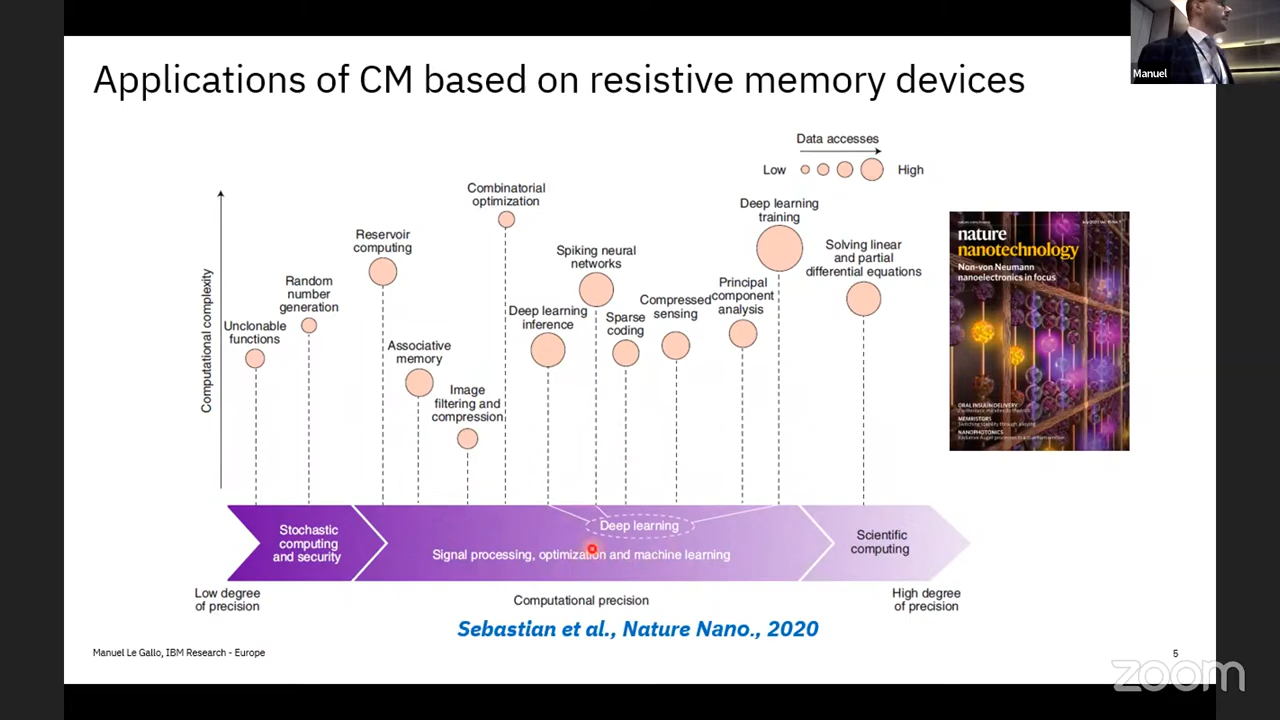 Manuel
Applications of CM based on resistive memory devices
Data accesses
Low
High
Computational complexity
Unclonable
functions
Random
number
generation
Reservoir
computing
Associative
memory
Image
filtering and
compression
Combinatorial
optimization
Deep learning
inference
Spiking neural
networks
Sparse
coding
Compressed
sensing
Principal
component
analysis
Deep learning
training
Solving linear
and partial
differential equations
nature
nanotechnology
Non-von Neumann
nanoelectronics in focus
ORAL INSULIN DELIVERY
MEMRISTORS
NANOPHOTONICS
Stochastic
computing
and security
Deep learning
Signal processing, optimization and machine learning
Scientific
computing
Low degree
of precision
Computational precision
High degree
of precision
Sebastian et al., Nature Nano., 2020
Manuel Le Gallo, IBM Research - Europe
5
zoom